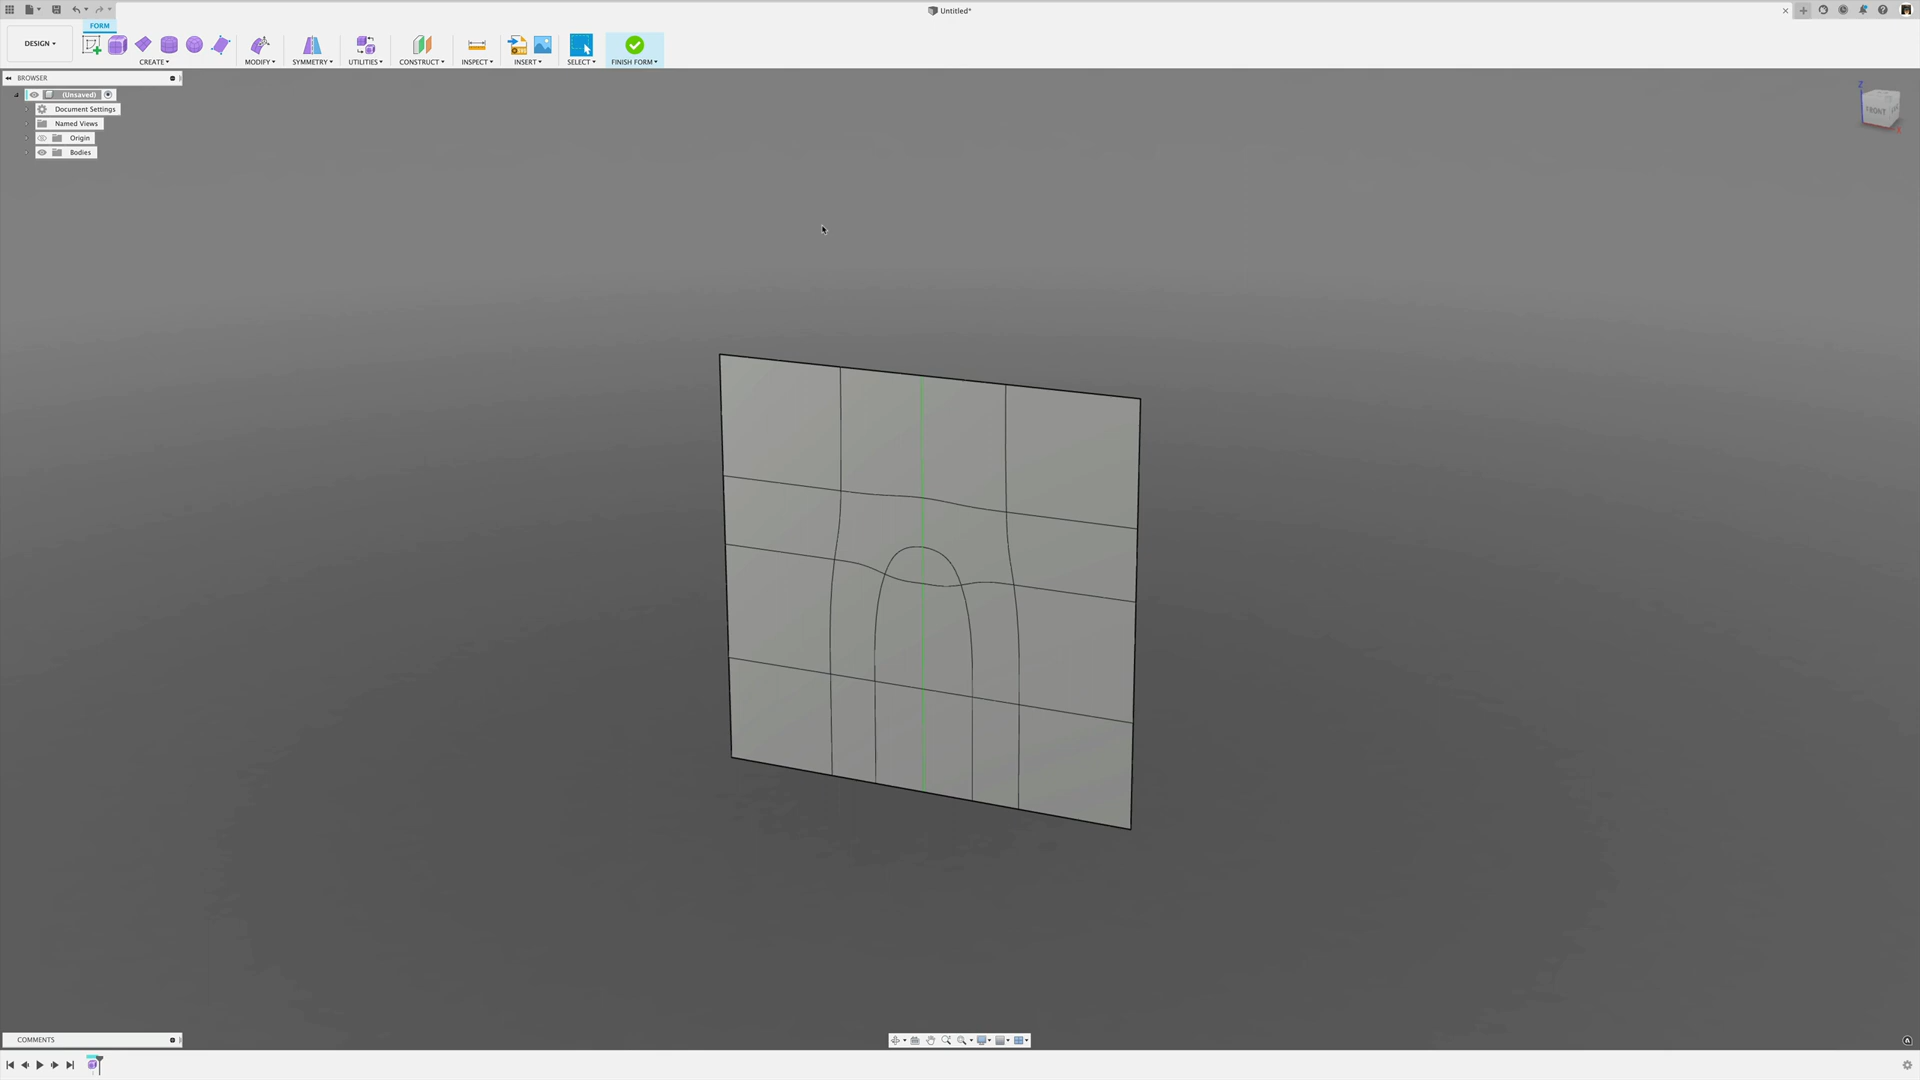 Untitled*
FORM
DESIGN
CREATE
MODIFY
SYMMETRY
UTILITIES
CONSTRUCT
INSPECT
INSERT
SELECT
FINISH FORM
BROWSER
(Unsaved)
Document Settings
Named Views
Origin
Bodies
Z
FRONT
X
COMMENTS